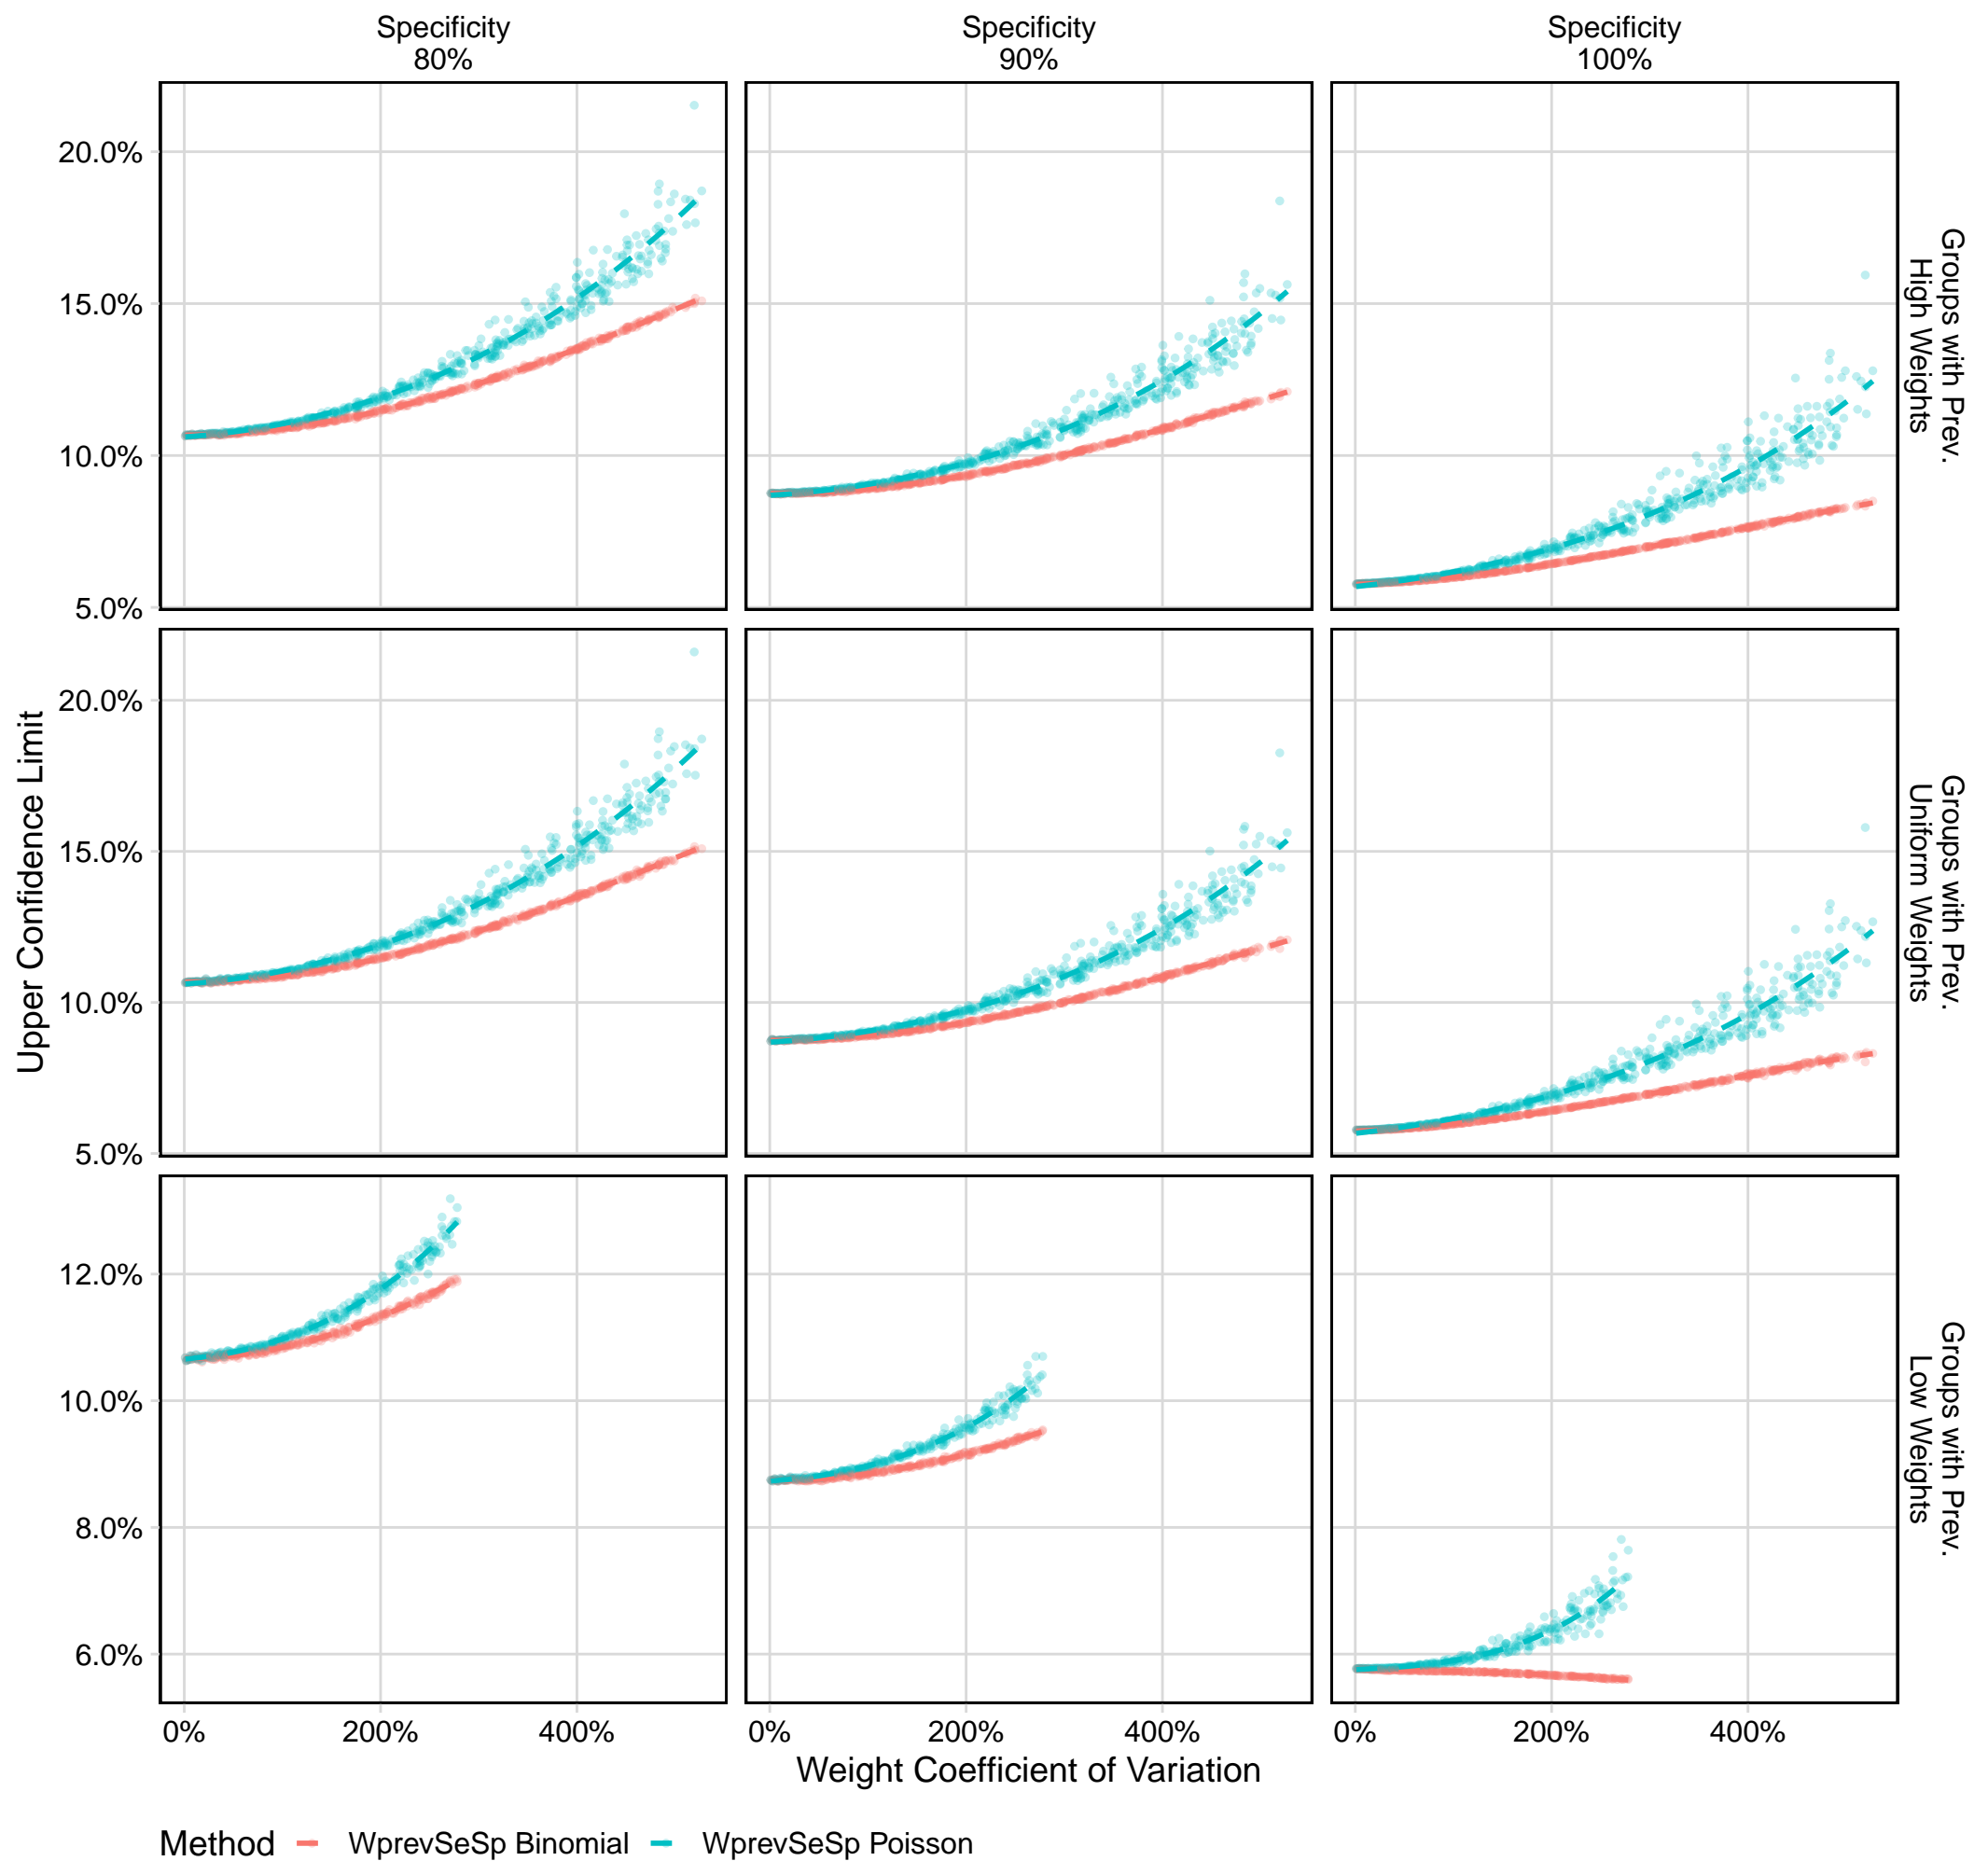 Specificity
80%
Specificity
90%
Specificity
100%
20.0%
15.0%
10.0%
5.0%
Groups with Prev.
High Weights
20.0%
15.0%
10.0%
5.0%
Groups with Prev.
Uniform Weights
12.0%
10.0%
8.0%
6.0%
Groups with Prev.
Low Weights
Upper Confidence Limit
0% 200% 400%
0% 200% 400%
0% 200% 400%
Weight Coefficient of Variation
Method WprevSeSp Binomial WprevSeSp Poisson